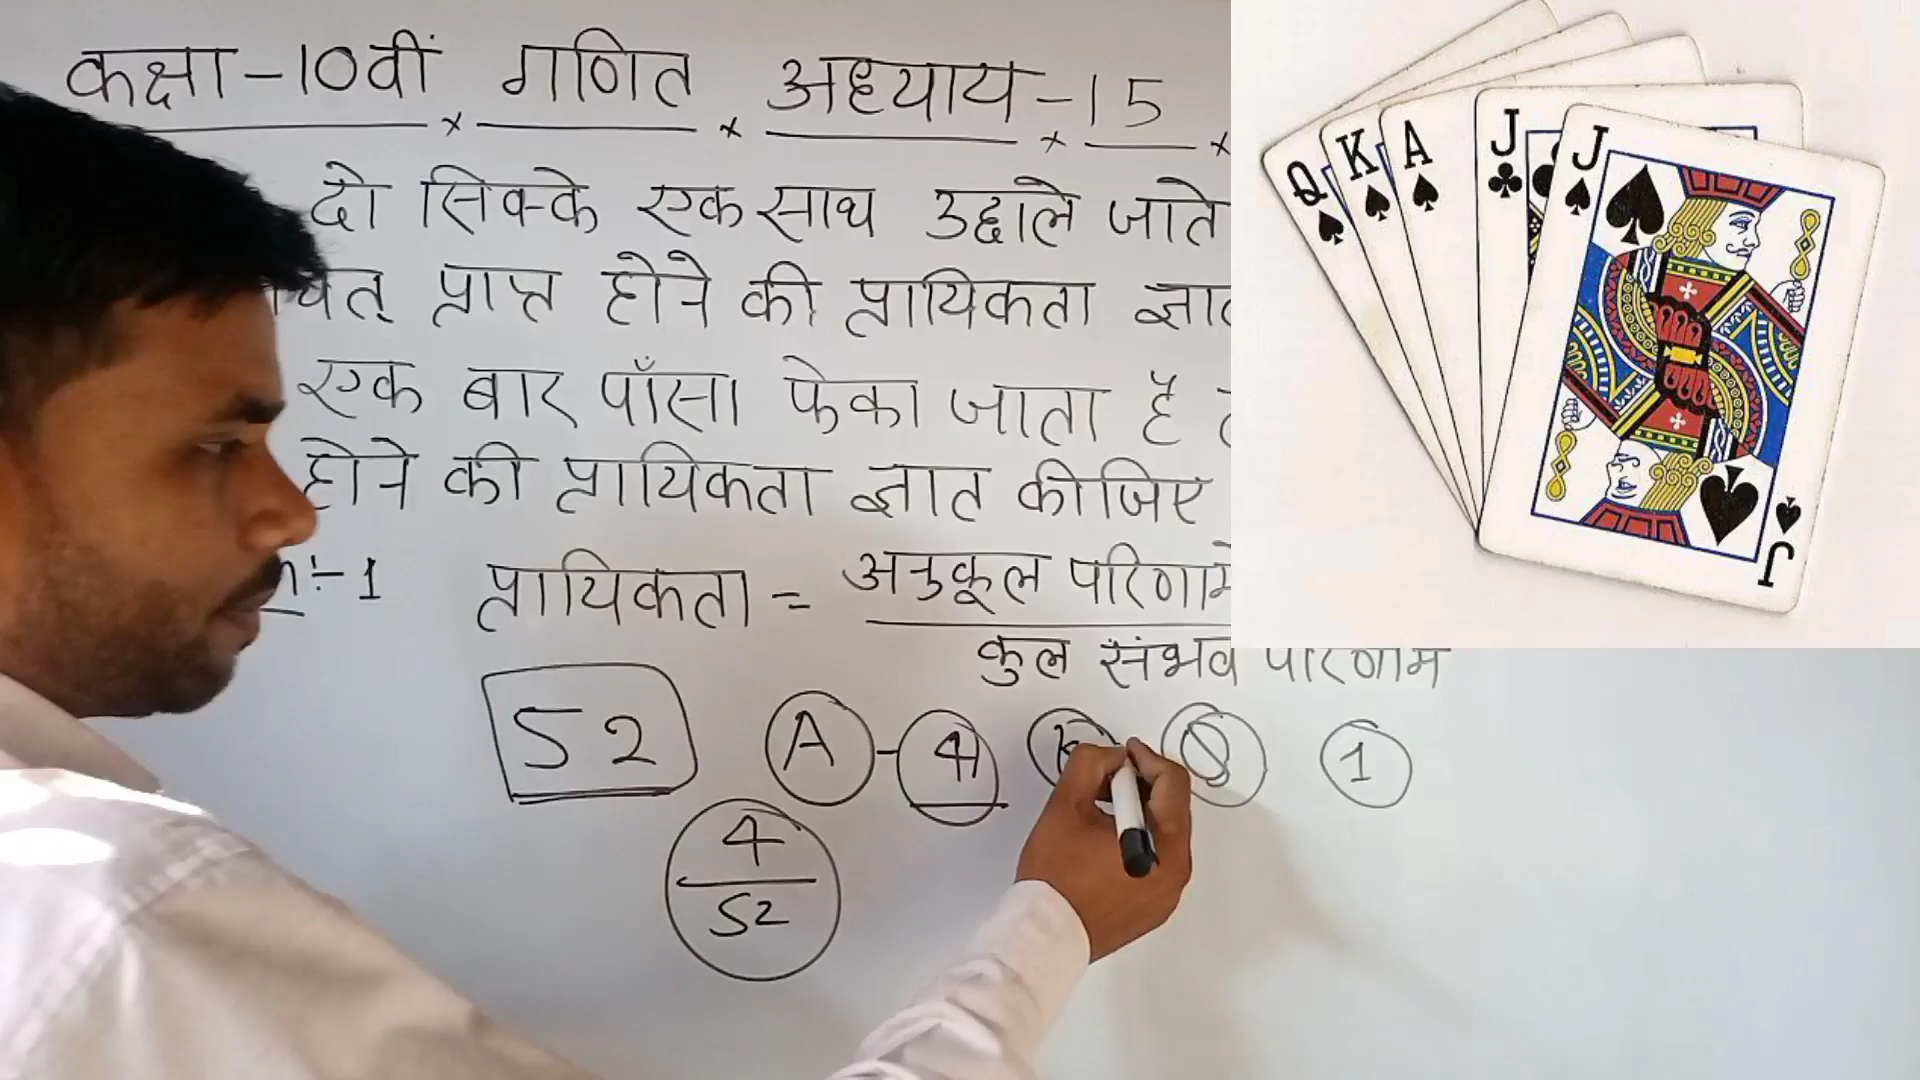 कक्षा-10वीं × गणित × अध्याय-15 ×
दो सिक्के एक साथ उछाले जाते
प्राप्त होने की प्रायिकता
एक बार पाँसा फेका जाता है
होने की प्रायिकता ज्ञात कीजिए
:-1 प्रायिकता = अनुकूल परिणाम
कुल संभव परिणाम
52 A - 4 K Q 1
4
52
Q K A J J
J